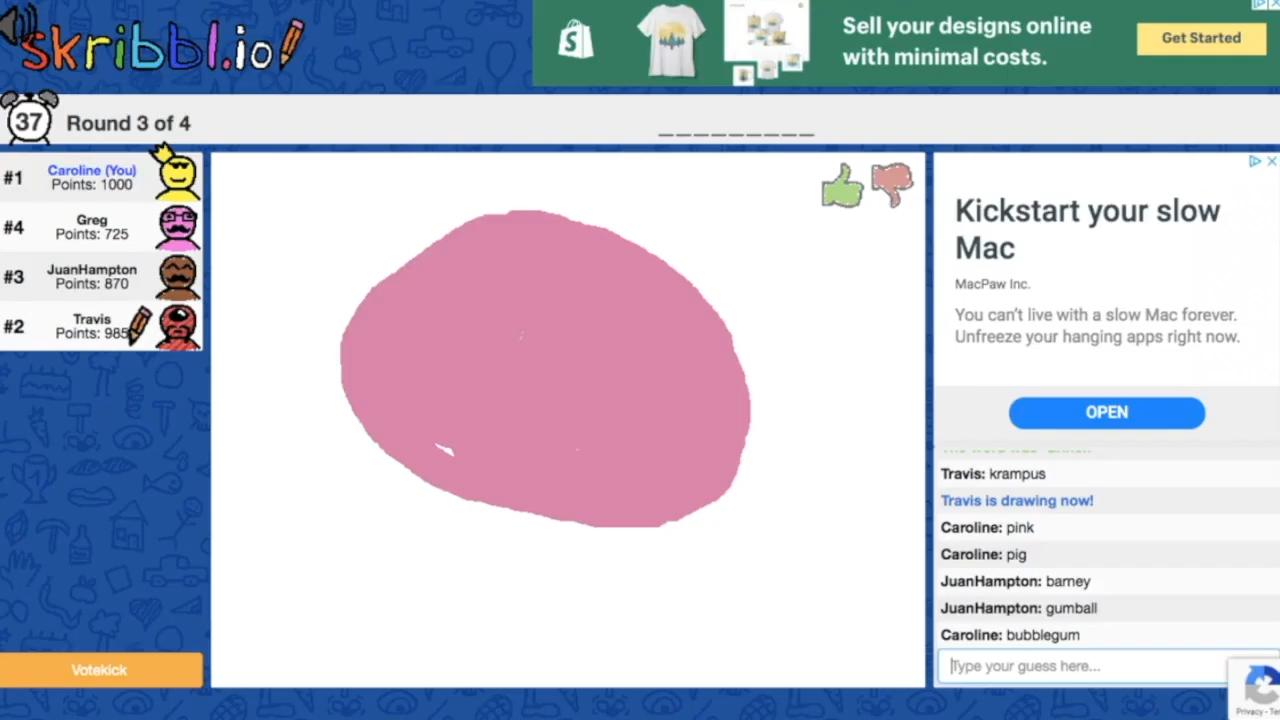 skribbl.io
Sell your designs online
with minimal costs.
Get Started
37
Round 3 of 4
_________
#1
Caroline (You)
Points: 1000
#4
Greg
Points: 725
#3
JuanHampton
Points: 870
#2
Travis
Points: 985
Votekick
Kickstart your slow
Mac
MacPaw Inc.
You can't live with a slow Mac forever.
Unfreeze your hanging apps right now.
OPEN
Travis: krampus
Travis is drawing now!
Caroline: pink
Caroline: pig
JuanHampton: barney
JuanHampton: gumball
Caroline: bubblegum
Type your guess here...
Privacy